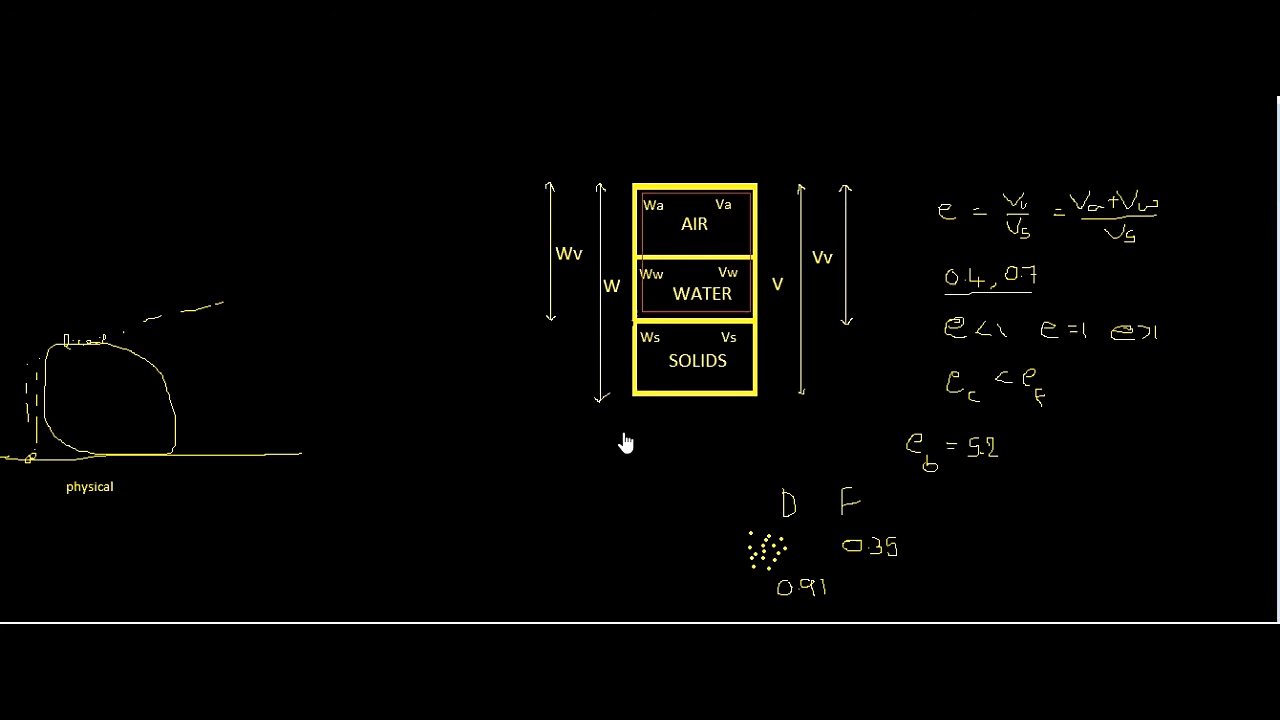 Wa Va
AIR
Wv
Ww Vw
WATER
W
V
Vv
Ws Vs
SOLIDS
physical
e = Vv/Vs = Va+Vw/Vs
0.4, 0.7
e<1 e=1 e>1
ec < eF
eb = 5.2
D F
0.35
0.91